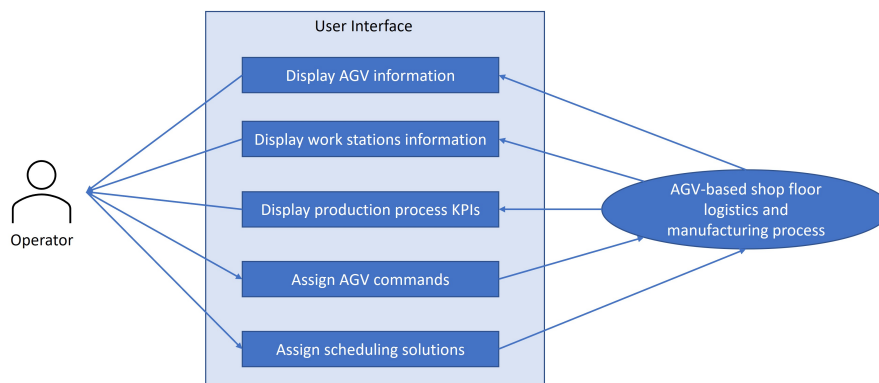 User Interface
Display AGV information
Display work stations information
Display production process KPIs
Assign AGV commands
Assign scheduling solutions
Operator
AGV-based shop floor
logistics and
manufacturing process